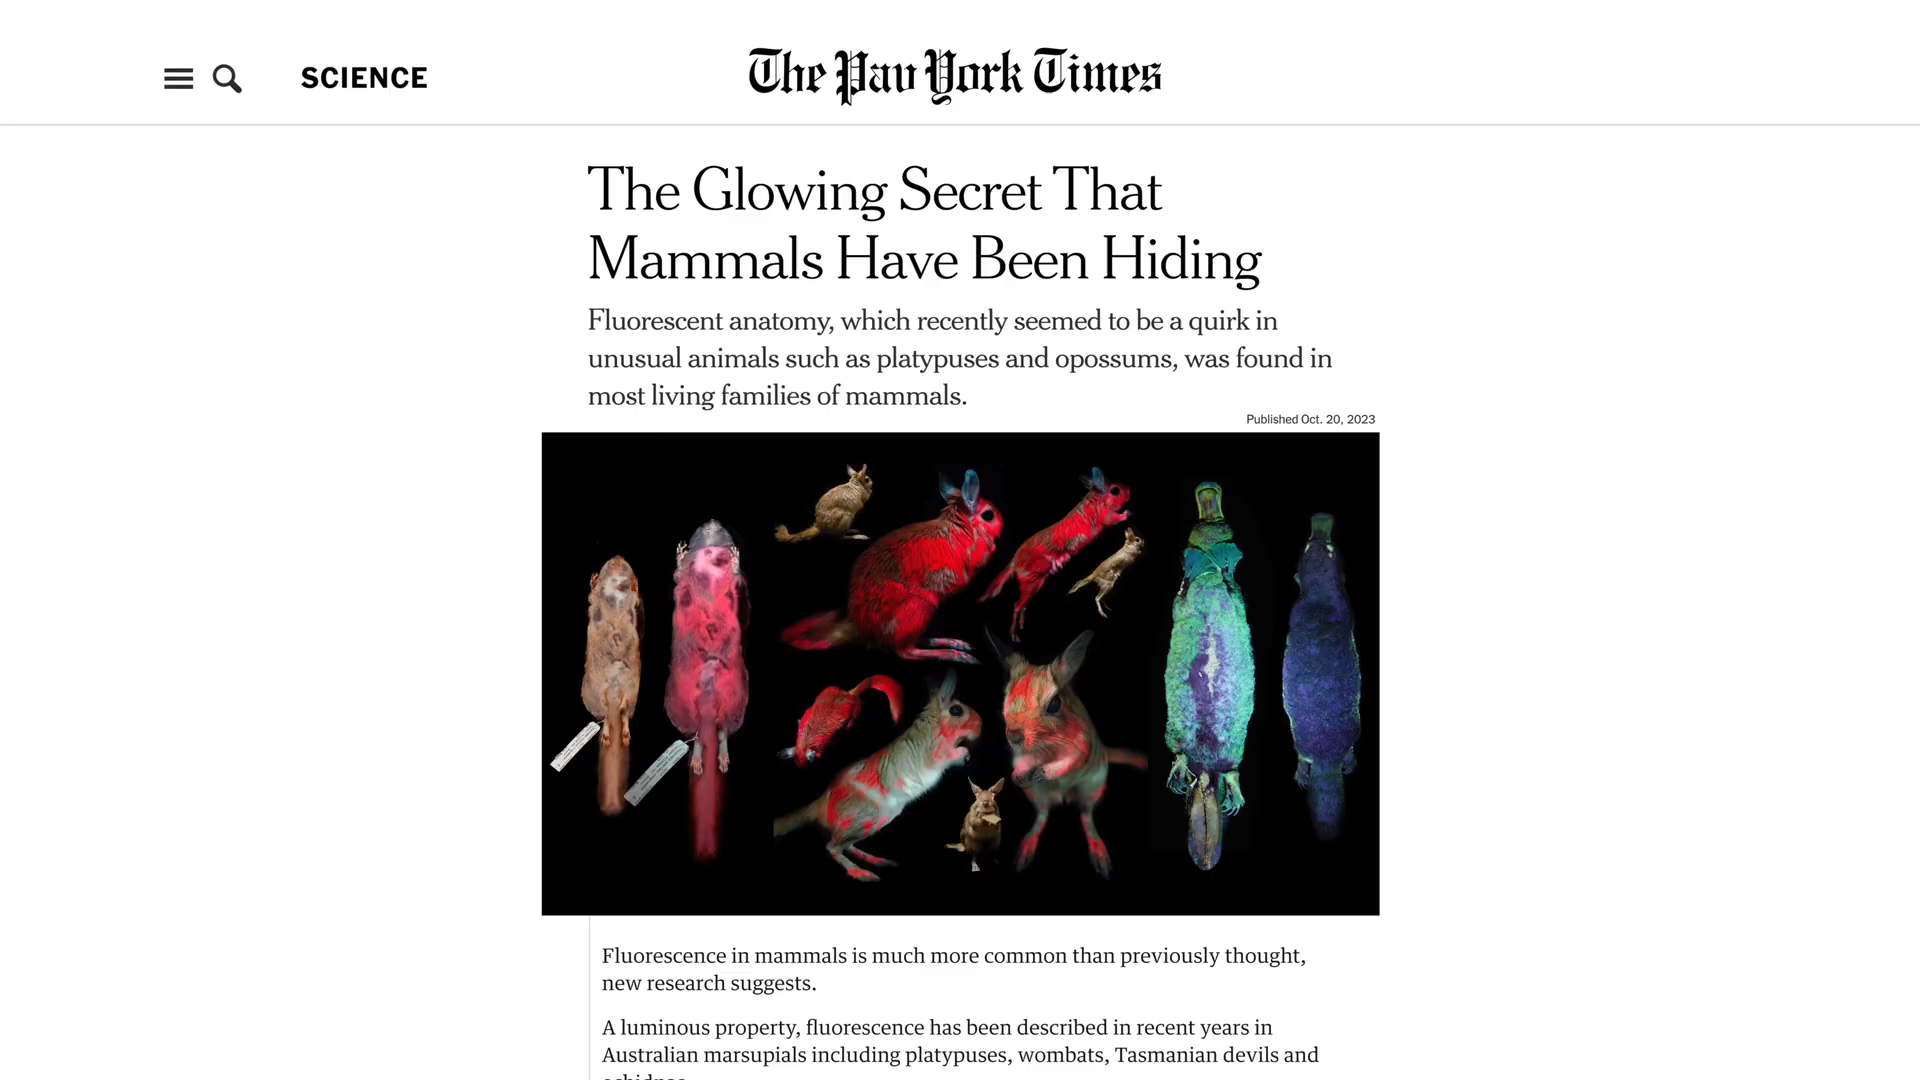 SCIENCE
The Pau York Times
The Glowing Secret That
Mammals Have Been Hiding
Fluorescent anatomy, which recently seemed to be a quirk in
unusual animals such as platypuses and opossums, was found in
most living families of mammals.
Published Oct. 20, 2023
Fluorescence in mammals is much more common than previously thought,
new research suggests.
A luminous property, fluorescence has been described in recent years in
Australian marsupials including platypuses, wombats, Tasmanian devils and